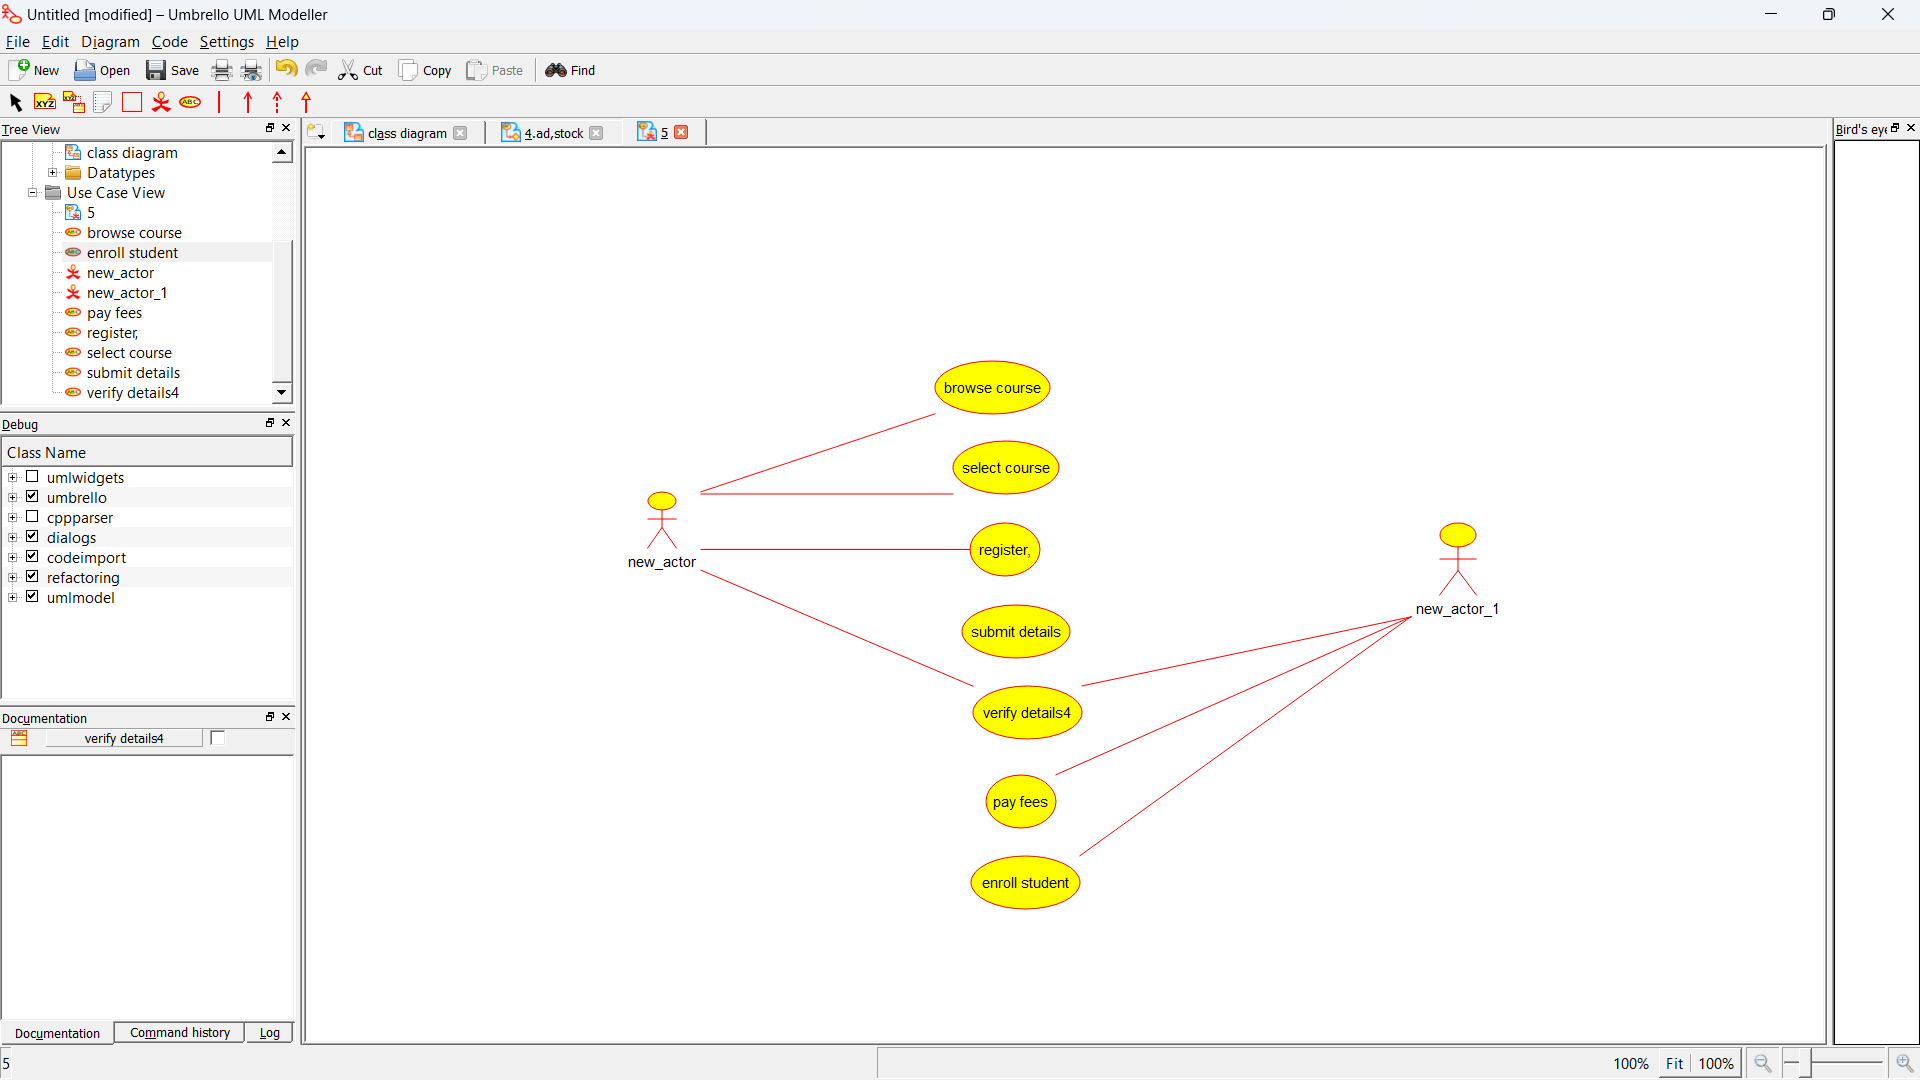 Untitled [modified] – Umbrello UML Modeller
File Edit Diagram Code Settings Help
New Open Save Cut Copy Paste Find
XYZ XYZ ABC
Tree View
class diagram
Datatypes
Use Case View
5
browse course
enroll student
new_actor
new_actor_1
pay fees
register,
select course
submit details
verify details4
Debug
Class Name
umlwidgets
umbrello
cppparser
dialogs
codeimport
refactoring
umlmodel
Documentation
verify details4
Documentation Command history Log
5
class diagram 4.ad,stock 5
browse course
select course
register,
submit details
verify details4
pay fees
enroll student
new_actor
new_actor_1
Bird's eye
100% Fit 100%